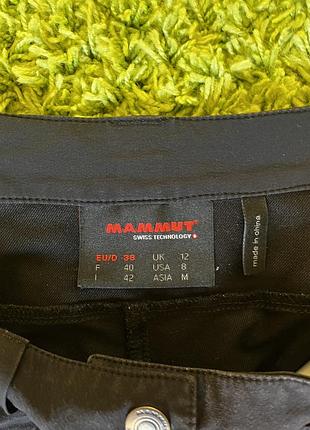 MAMMUT
SWISS TECHNOLOGY
EU/D 38 UK 12
F 40 USA 8
I 42 ASIA M
made in china